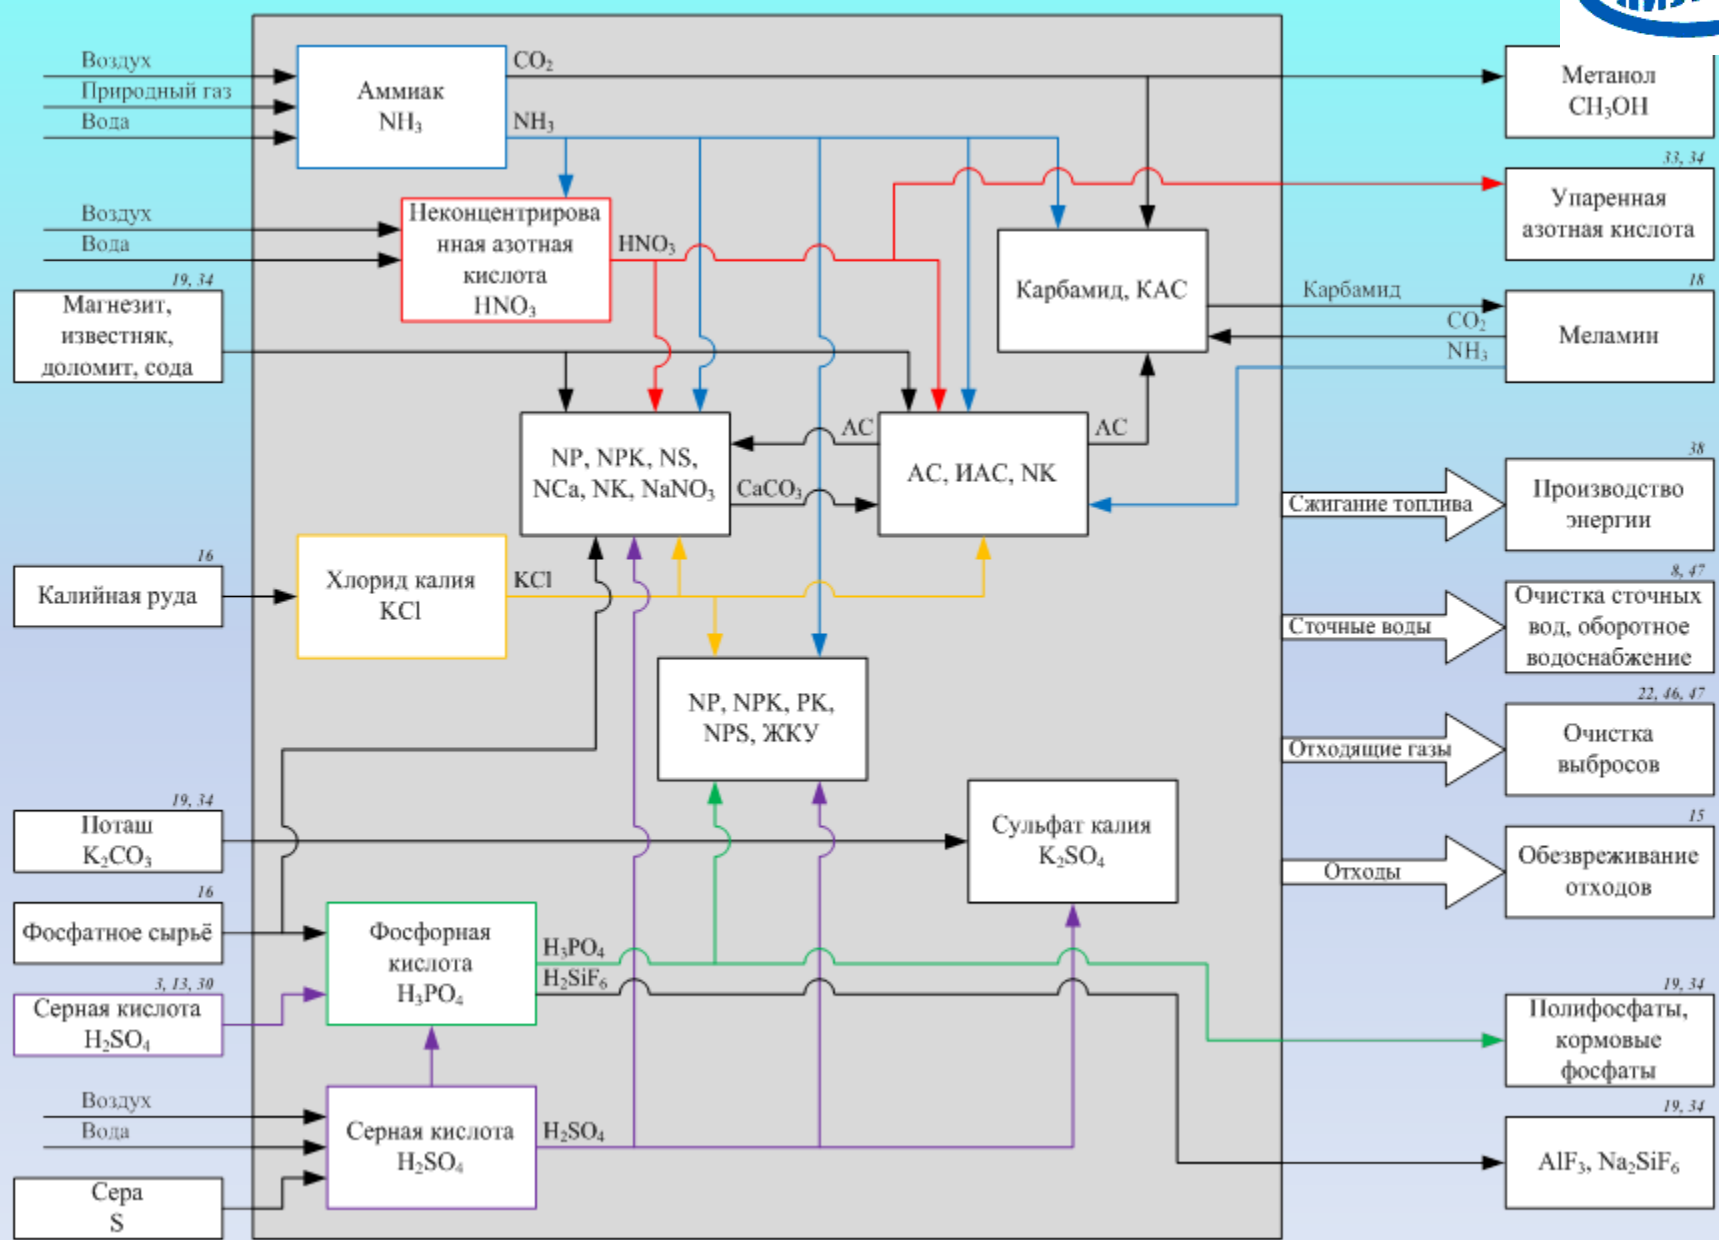 Воздух
Природный газ
Вода
Аммиак
NH₃
CO₂
NH₃
Метанол
CH₃OH
33, 34
Упаренная
азотная кислота
Воздух
Вода
Неконцентрирова
нная азотная
кислота
HNO₃
HNO₃
Карбамид, КАС
Карбамид
CO₂
NH₃
18
Меламин
19, 34
Магнезит,
известняк,
доломит, сода
NP, NPK, NS,
NCa, NK, NaNO₃
АС
CaCO₃
АС, ИАС, NK
АС
38
Сжигание топлива
Производство
энергии
16
Калийная руда
Хлорид калия
KCl
KCl
8, 47
Сточные воды
Очистка сточных
вод, оборотное
водоснабжение
NP, NPK, PK,
NPS, ЖКУ
22, 46, 47
Отходящие газы
Очистка
выбросов
19, 34
Поташ
K₂CO₃
Сульфат калия
K₂SO₄
15
Отходы
Обезвреживание
отходов
16
Фосфатное сырьё
Фосфорная
кислота
H₃PO₄
H₃PO₄
H₂SiF₆
3, 13, 30
Серная кислота
H₂SO₄
19, 34
Полифосфаты,
кормовые
фосфаты
Воздух
Вода
Серная кислота
H₂SO₄
H₂SO₄
19, 34
AlF₃, Na₂SiF₆
Сера
S